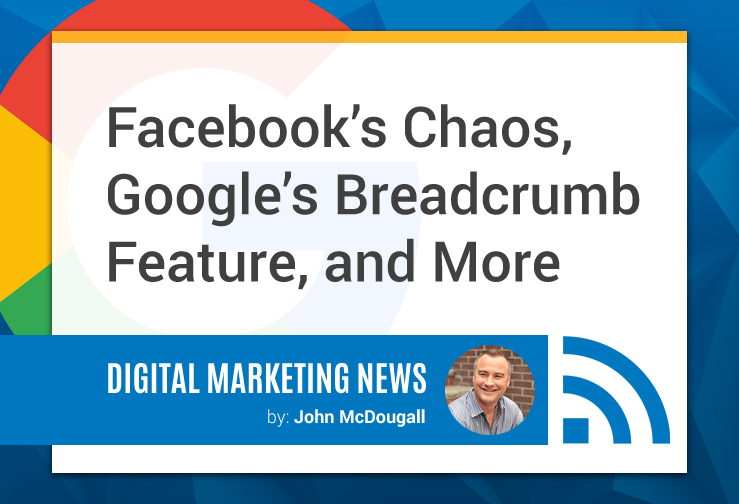 Facebook’s Chaos,
Google’s Breadcrumb
Feature, and More
DIGITAL MARKETING NEWS
by: John McDougall